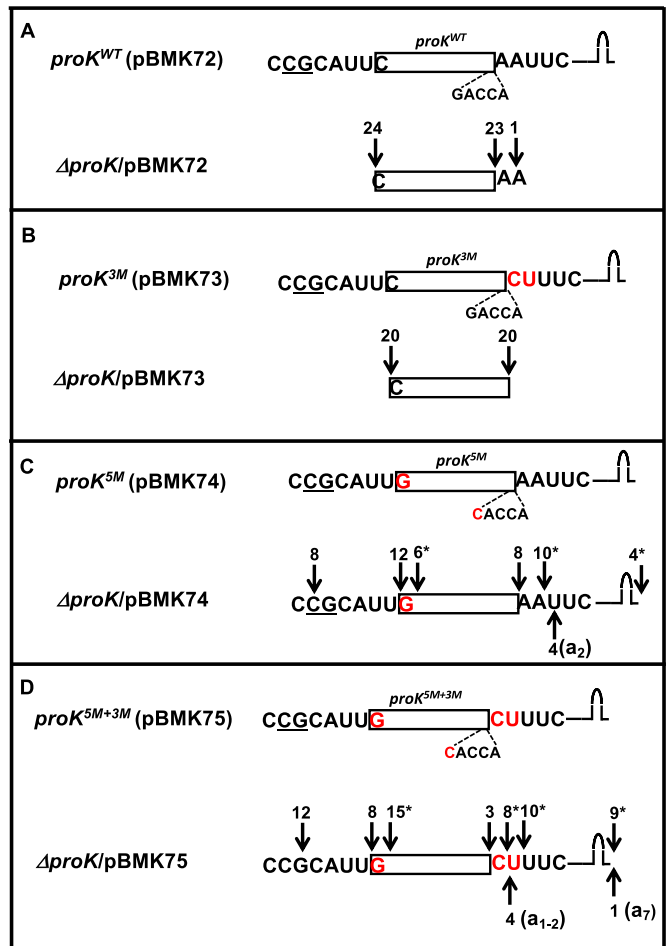 A
proK^WT (pBMK72)
proK^WT
CCGCAUUC AAUUC
GACCA
24 23 1
ΔproK/pBMK72
C AA
B
proK^3M (pBMK73)
proK^3M
CCGCAUUC CUUUC
GACCA
20 20
ΔproK/pBMK73
C
C
proK^5M (pBMK74)
proK^5M
CCGCAUUG AAUUC
CACCA
8 12 6* 8 10* 4*
ΔproK/pBMK74
CCGCAUUG AAUUC
4(a₂)
D
proK^5M+3M (pBMK75)
proK^5M+3M
CCGCAUUG CUUUC
CACCA
12 8 15* 3 8* 10* 9*
ΔproK/pBMK75
CCGCAUUG CUUUC
4 (a₁₋₂) 1 (a₇)